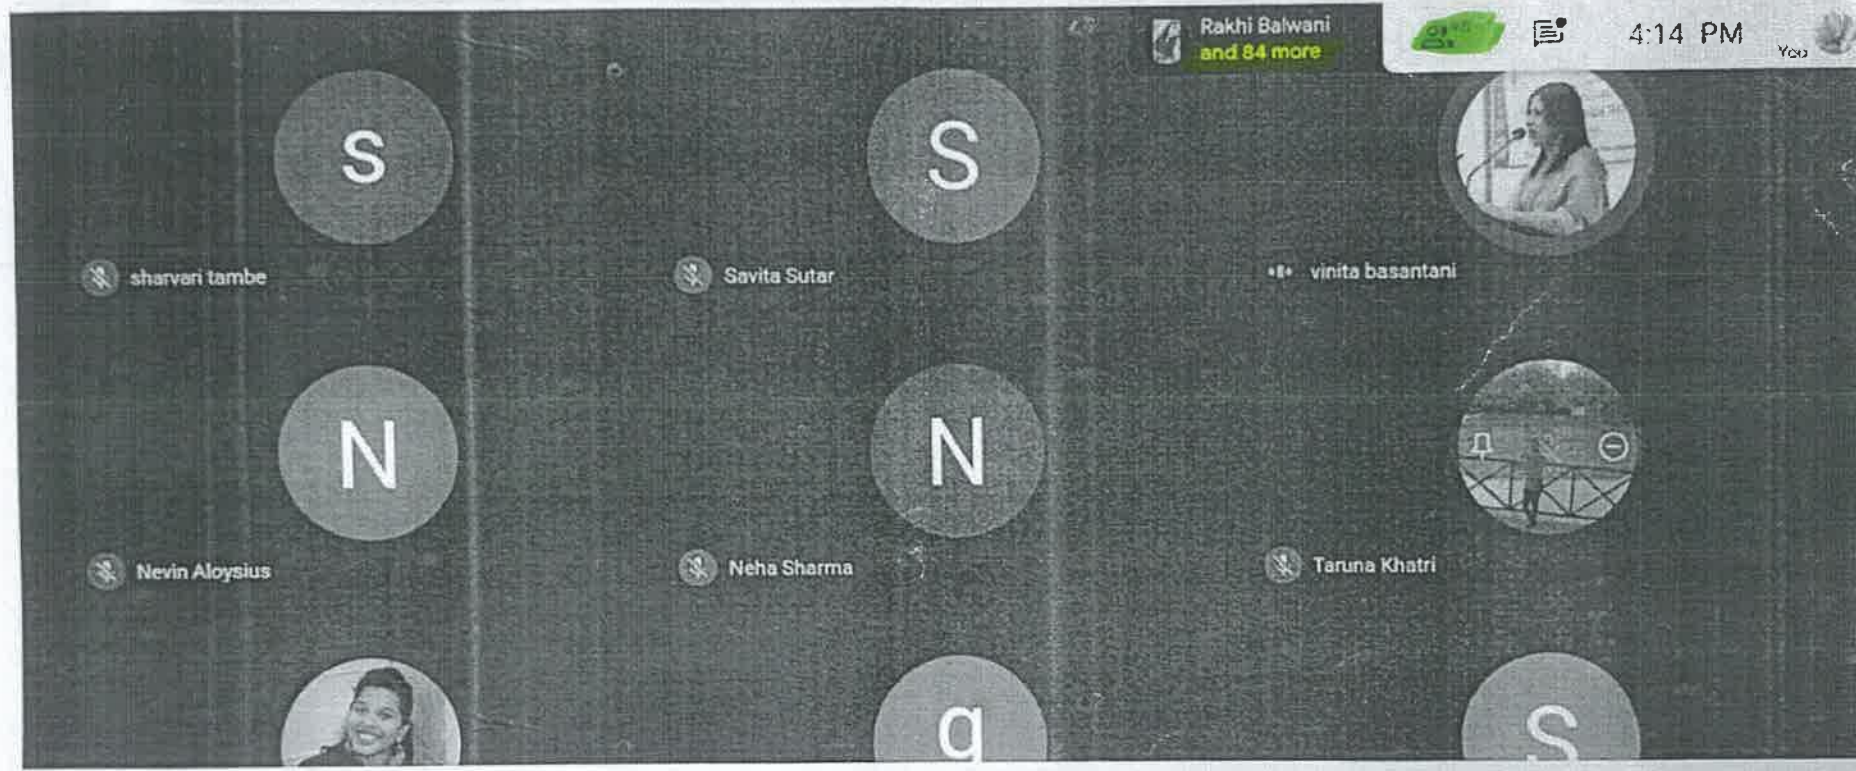 Rakhi Balwani
and 84 more
4:14 PM
You
s
S
sharvari tambe
Savita Sutar
vinita basantani
N
N
Nevin Aloysius
Neha Sharma
Taruna Khatri
g
S